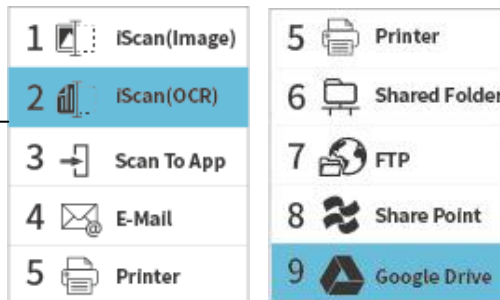 1 iScan(Image)
2 iScan(OCR)
3 Scan To App
4 E-Mail
5 Printer
5 Printer
6 Shared Folder
7 FTP
8 Share Point
9 Google Drive